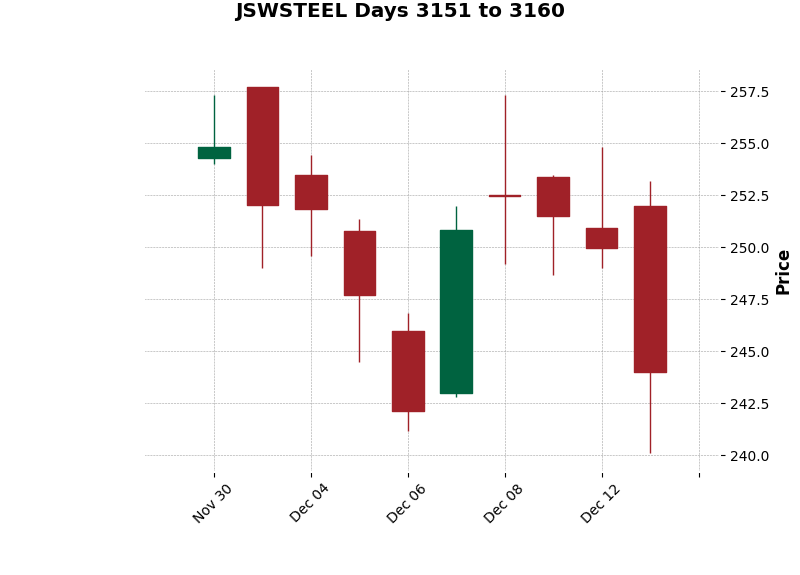 JSWSTEEL Days 3151 to 3160
257.5
255.0
252.5
250.0
247.5
245.0
242.5
240.0
Price
Nov 30
Dec 04
Dec 06
Dec 08
Dec 12